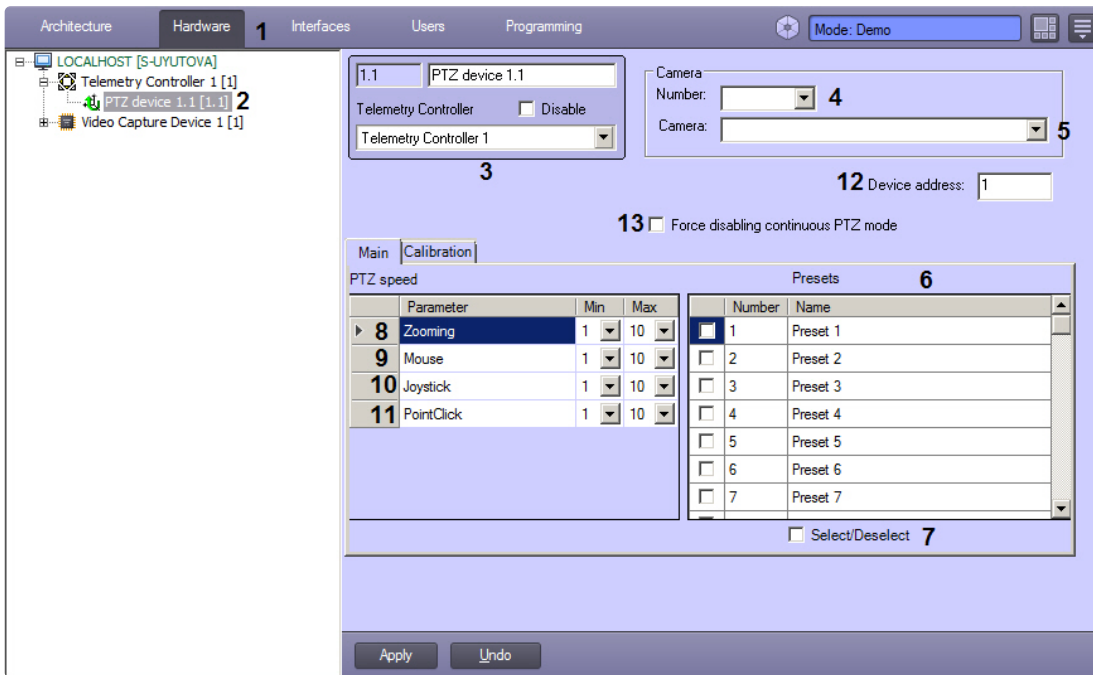 Architecture Hardware 1 Interfaces Users Programming Mode: Demo
LOCALHOST [S-UYUTOVA]
Telemetry Controller 1 [1]
PTZ device 1.1 [1.1] 2
Video Capture Device 1 [1]
1.1 PTZ device 1.1
Telemetry Controller Disable
Telemetry Controller 1
3
Camera
Number: 4
Camera: 5
12 Device address: 1
13 Force disabling continuous PTZ mode
Main Calibration
PTZ speed
Parameter Min Max
8 Zooming 1 10
9 Mouse 1 10
10 Joystick 1 10
11 PointClick 1 10
Presets 6
Number Name
1 Preset 1
2 Preset 2
3 Preset 3
4 Preset 4
5 Preset 5
6 Preset 6
7 Preset 7
Select/Deselect 7
Apply Undo